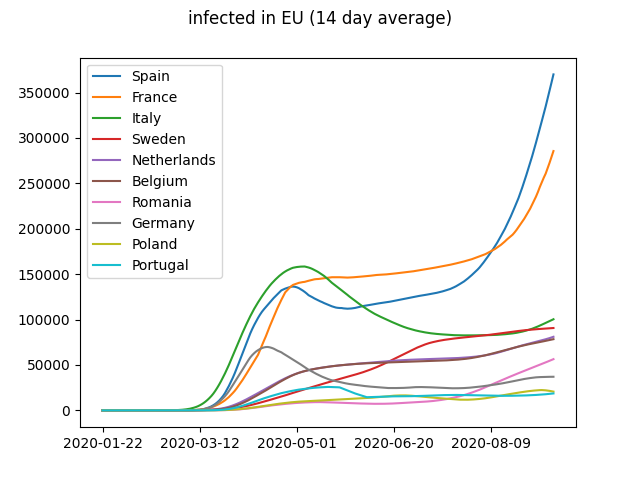 infected in EU (14 day average)
350000
300000
250000
200000
150000
100000
50000
0
Spain
France
Italy
Sweden
Netherlands
Belgium
Romania
Germany
Poland
Portugal
2020-01-22 2020-03-12 2020-05-01 2020-06-20 2020-08-09